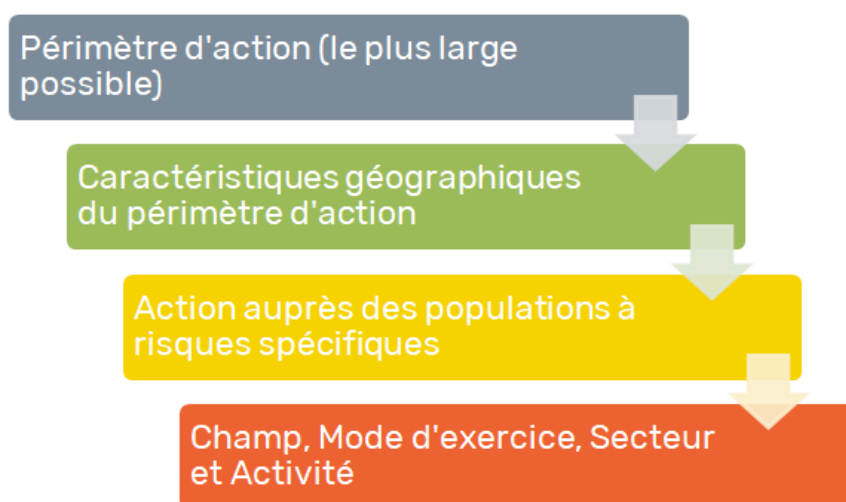 Périmètre d'action (le plus large
possible)
Caractéristiques géographiques
du périmètre d'action
Action auprès des populations à
risques spécifiques
Champ, Mode d'exercice, Secteur
et Activité